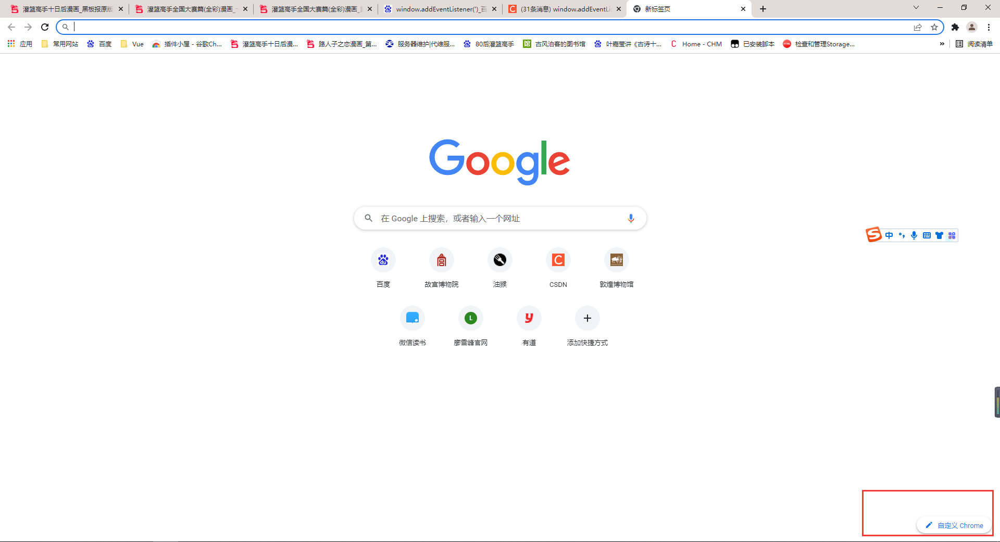 灌篮高手十日后漫画_黑板报原版
灌篮高手全国大赛篇(全彩)漫画_
灌篮高手全国大赛篇(全彩)漫画_
window.addEventListener(')_百
(31条消息) window.addEventLi
新标签页
应用
常用网站
百度
Vue
插件小屋 - 谷歌Ch...
灌篮高手十日后漫...
路人子之恋漫画_第...
服务器维护|代维服...
80后灌篮高手
馆
古风泊客的图书馆
叶嘉莹讲《古诗十...
Home - CHM
已安装脚本
检查和管理Storage...
»
阅读清单
Google
在 Google 上搜索，或者输入一个网址
中
百度
故宫博物院
油猴
CSDN
敦煌博物馆
微信读书
L
廖雪峰官网
有道
添加快捷方式
自定义 Chrome